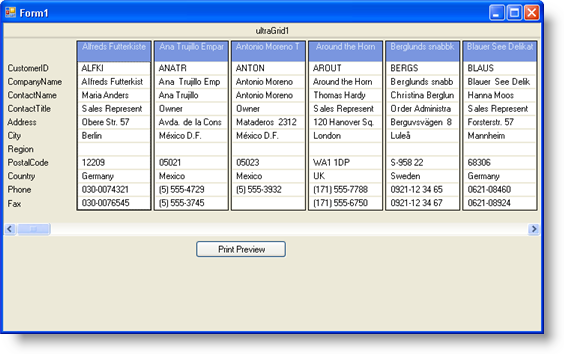 Form1
ultraGrid1
Alfreds Futterkiste Ana Trujillo Empar Antonio Moreno T Around the Horn Berglunds snabbk Blauer See Delikat
CustomerID ALFKI ANATR ANTON AROUT BERGS BLAUS
CompanyName Alfreds Futterkist Ana Trujillo Emp Antonio Moreno Around the Horn Berglunds snabb Blauer See Delik
ContactName Maria Anders Ana Trujillo Antonio Moreno Thomas Hardy Christina Berglun Hanna Moos
ContactTitle Sales Represent Owner Owner Sales Represent Order Administra Sales Represent
Address Obere Str. 57 Avda. de la Cons Mataderos 2312 120 Hanover Sq. Berguvsvägen 8 Forsterstr. 57
City Berlin México D.F. México D.F. London Luleå Mannheim
Region
PostalCode 12209 05021 05023 WA1 1DP S-958 22 68306
Country Germany Mexico Mexico UK Sweden Germany
Phone 030-0074321 (5) 555-4729 (5) 555-3932 (171) 555-7788 0921-12 34 65 0621-08460
Fax 030-0076545 (5) 555-3745 (171) 555-6750 0921-12 34 67 0621-08924
Print Preview